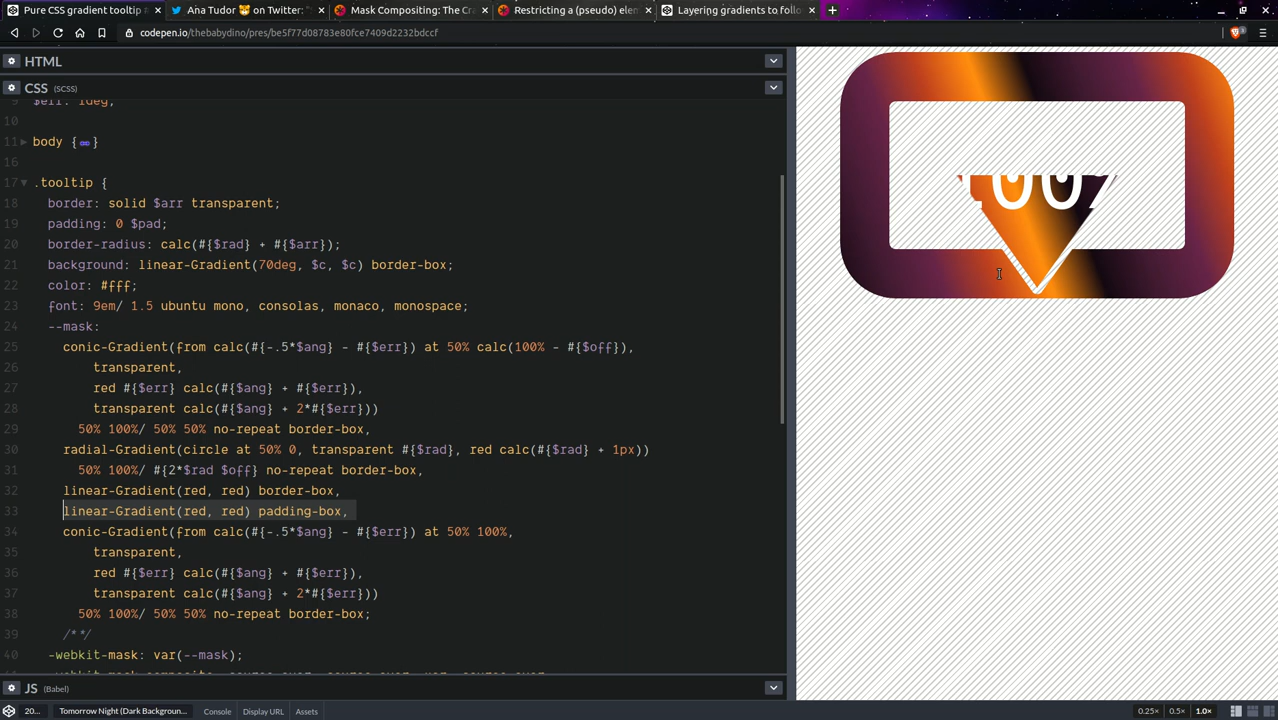 Pure CSS gradient tooltip
Ana Tudor 🐯 on Twitter: "
Mask Compositing: The Cra
Restricting a (pseudo) elem
Layering gradients to follo
codepen.io/thebabydino/pres/be5f77d08783e80fce7409d2232bdccf
HTML
CSS (SCSS)
9 $err: 1deg;
10
11 body {
}
16
17 .tooltip {
18 border: solid $arr transparent;
19 padding: 0 $pad;
20 border-radius: calc(#{$rad} + #{$arr});
21 background: linear-Gradient(70deg, $c, $c) border-box;
22 color: #fff;
23 font: 9em/ 1.5 ubuntu mono, consolas, monaco, monospace;
24 --mask:
25 conic-Gradient(from calc(#{-.5*$ang} - #{$err}) at 50% calc(100% - #{$off}),
26 transparent,
27 red #{$err} calc(#{$ang} + #{$err}),
28 transparent calc(#{$ang} + 2*#{$err}))
29 50% 100%/ 50% 50% no-repeat border-box,
30 radial-Gradient(circle at 50% 0, transparent #{$rad}, red calc(#{$rad} + 1px))
31 50% 100%/ #{2*$rad $off} no-repeat border-box,
32 linear-Gradient(red, red) border-box,
33 linear-Gradient(red, red) padding-box,
34 conic-Gradient(from calc(#{-.5*$ang} - #{$err}) at 50% 100%,
35 transparent,
36 red #{$err} calc(#{$ang} + #{$err}),
37 transparent calc(#{$ang} + 2*#{$err}))
38 50% 100%/ 50% 50% no-repeat border-box;
39 /**/
40 -webkit-mask: var(--mask);
JS (Babel)
20...
Tomorrow Night (Dark Backgroun...
Console
Display URL
Assets
0.25×
0.5×
1.0×